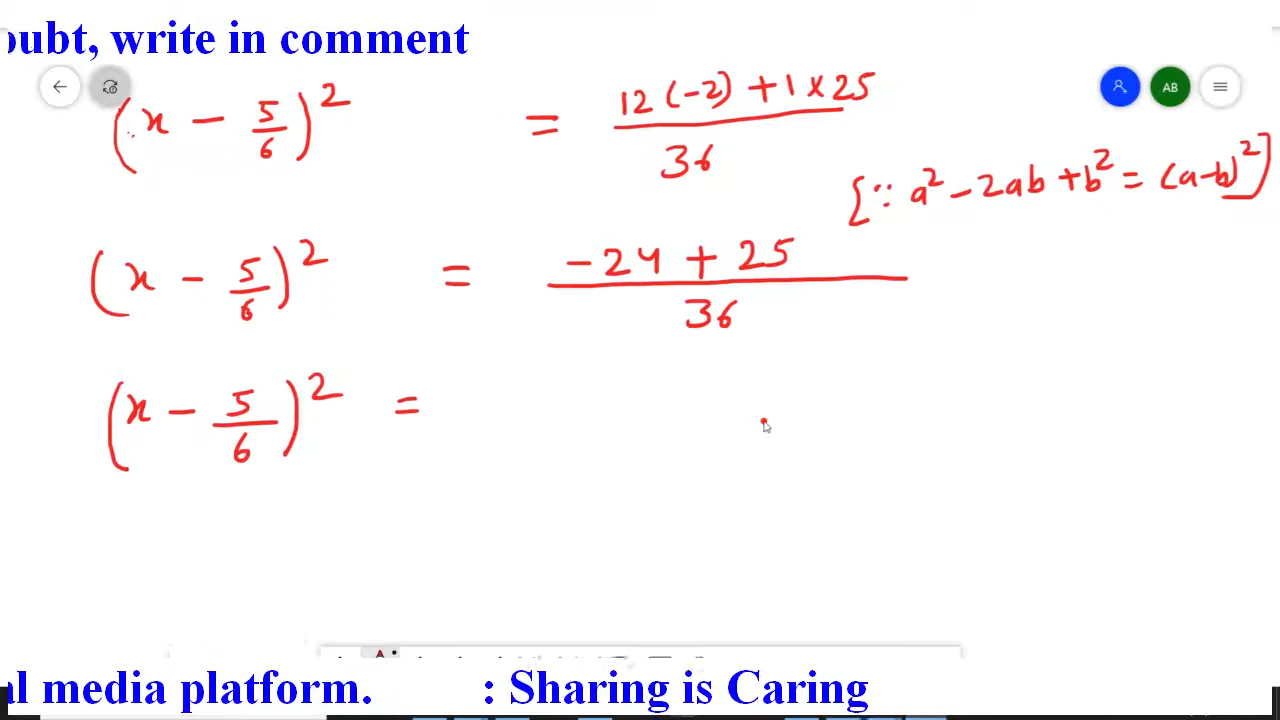 oubt, write in comment
(x - 5/6)² = 12(-2) + 1 × 25 / 36
[∵ a² - 2ab + b² = (a-b)²]
AB
(x - 5/6)² = -24 + 25 / 36
(x - 5/6)² =
al media platform. : Sharing is Caring